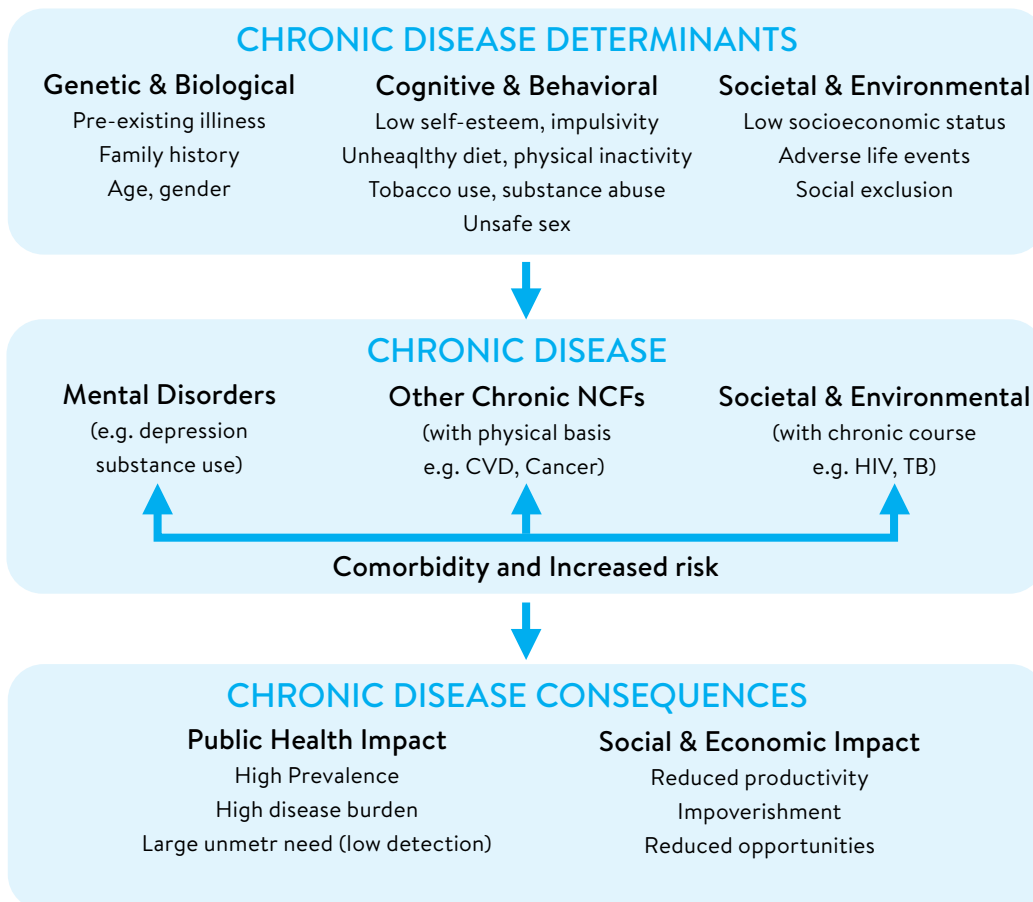 CHRONIC DISEASE DETERMINANTS
Genetic & Biological
Pre-existing illiness
Family history
Age, gender
Cognitive & Behavioral
Low self-esteem, impulsivity
Unheaqlthy diet, physical inactivity
Tobacco use, substance abuse
Unsafe sex
Societal & Environmental
Low socioeconomic status
Adverse life events
Social exclusion
CHRONIC DISEASE
Mental Disorders
(e.g. depression
substance use)
Other Chronic NCFs
(with physical basis
e.g. CVD, Cancer)
Societal & Environmental
(with chronic course
e.g. HIV, TB)
Comorbidity and Increased risk
CHRONIC DISEASE CONSEQUENCES
Public Health Impact
High Prevalence
High disease burden
Large unmetr need (low detection)
Social & Economic Impact
Reduced productivity
Impoverishment
Reduced opportunities